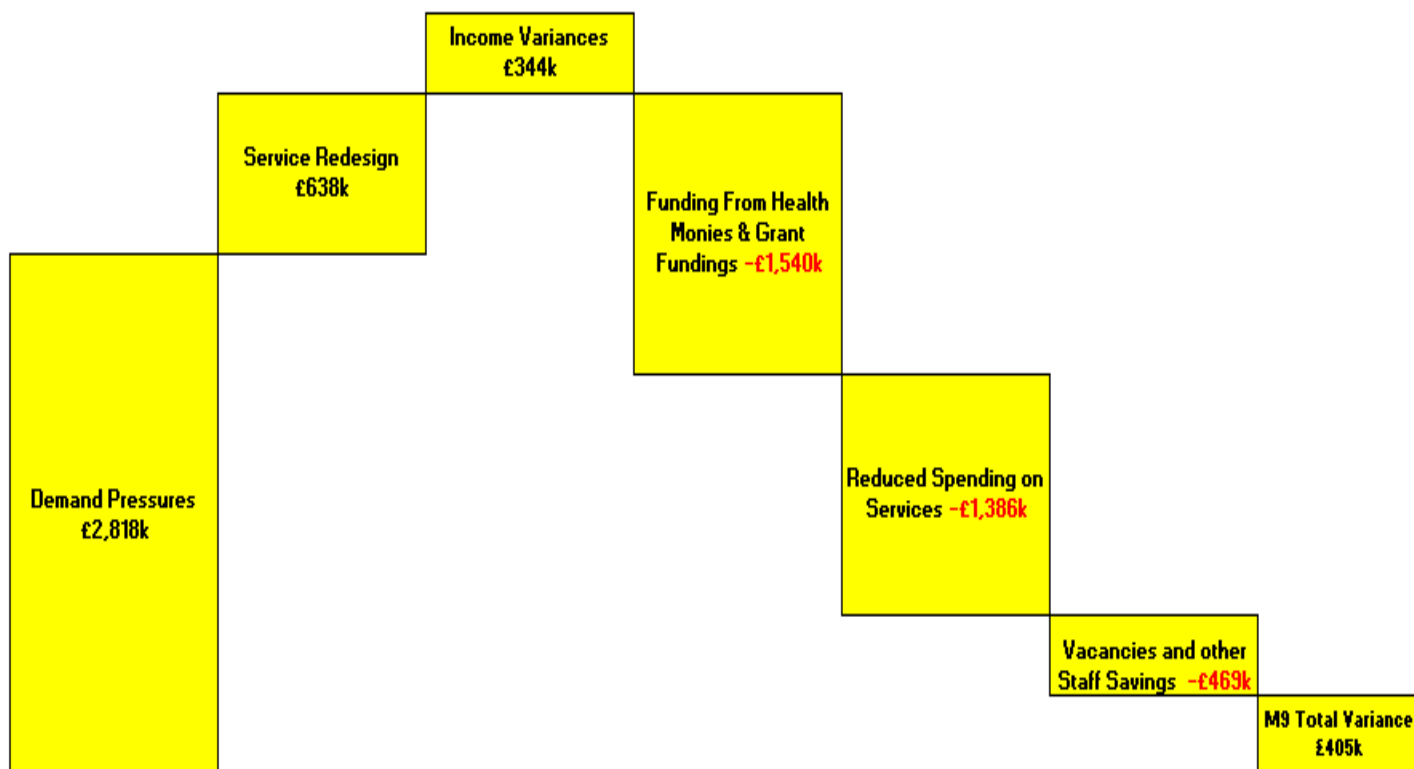 Income Variances
£344k
Service Redesign
£638k
Funding From Health
Monies & Grant
Fundings -£1,540k
Demand Pressures
£2,818k
Reduced Spending on
Services -£1,386k
Vacancies and other
Staff Savings -£469k
M9 Total Variance
£405k